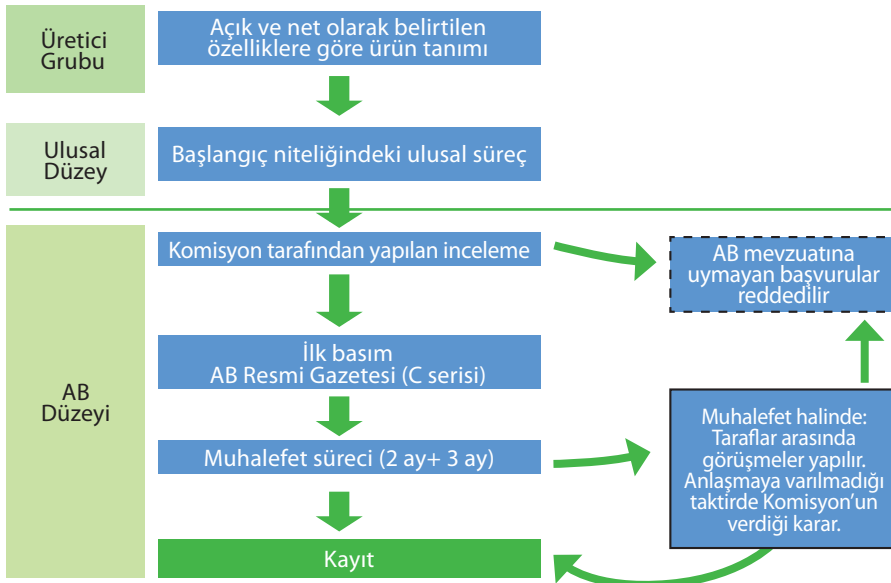 Üretici
Grubu
Açık ve net olarak belirtilen
özelliklere göre ürün tanımı
Ulusal
Düzey
Başlangıç niteliğindeki ulusal süreç
AB
Düzeyi
Komisyon tarafından yapılan inceleme
AB mevzuatına
uymayan başvurular
reddedilir
İlk basım
AB Resmi Gazetesi (C serisi)
Muhalefet süreci (2 ay+ 3 ay)
Muhalefet halinde:
Taraflar arasında
görüşmeler yapılır.
Anlaşmaya varılmadığı
taktirde Komisyon’un
verdiği karar.
Kayıt